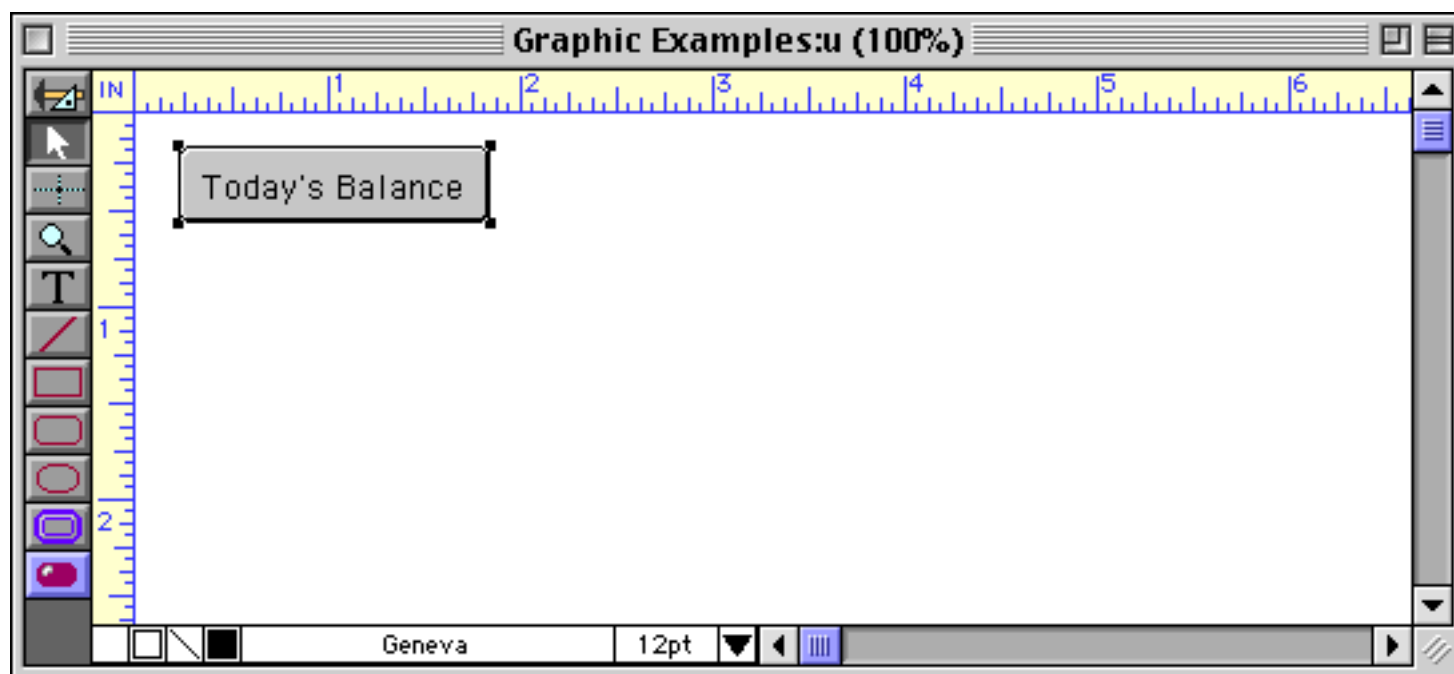 Graphic Examples:u (100%)
IN 1 2 3 4 5 6
Today's Balance
T
1
2
Geneva 12pt